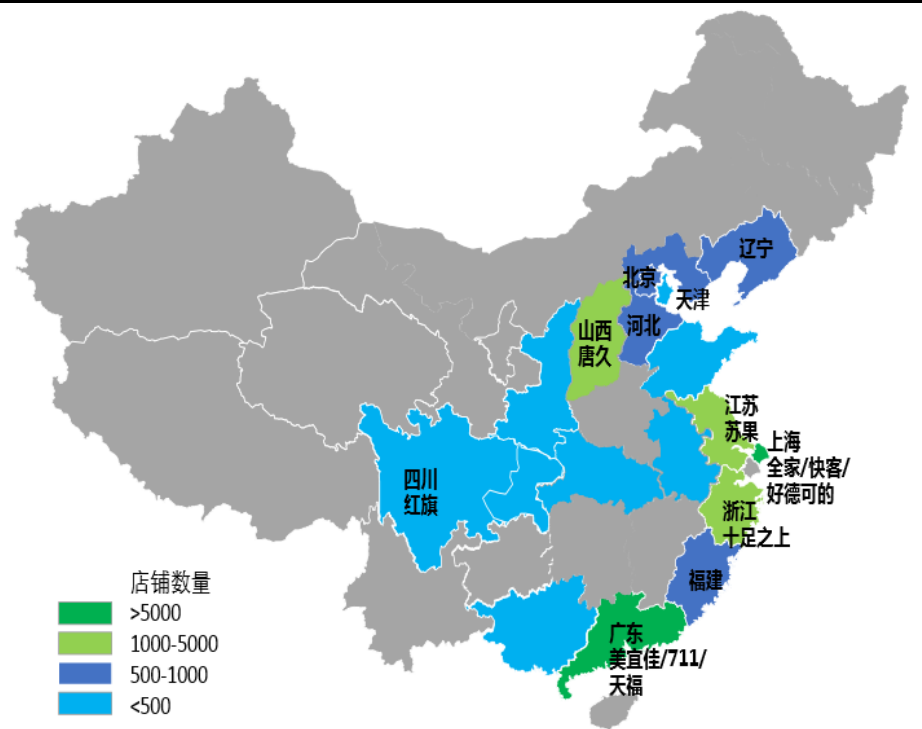 辽宁
北京
天津
河北
山西
唐久
江苏
苏果
上海
全家/快客/
好德可的
四川
红旗
浙江
十足之上
福建
广东
美宜佳/711/
天福
店铺数量
>5000
1000-5000
500-1000
<500